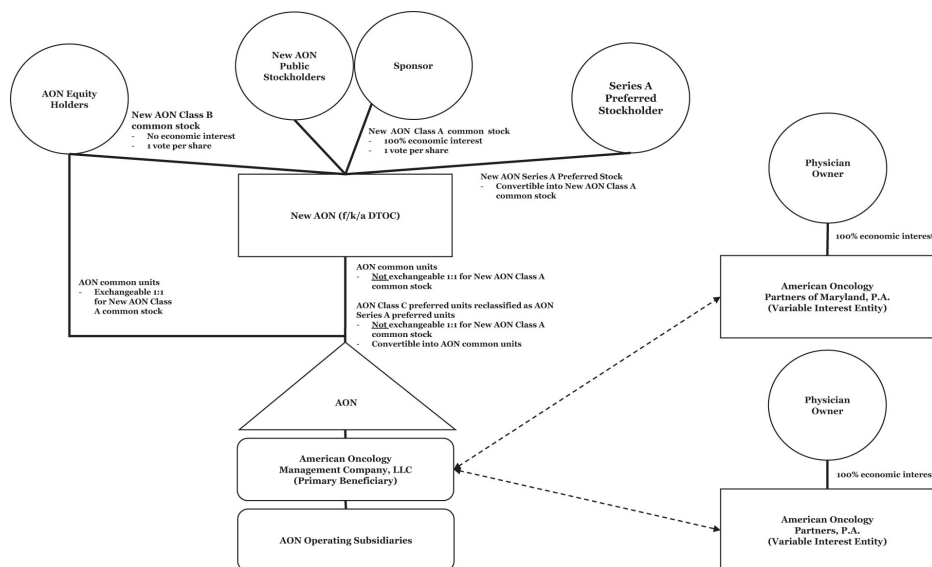 AON Equity
Holders
New AON
Public
Stockholders
Sponsor
Series A
Preferred
Stockholder
New AON Class B
common stock
- No economic interest
- 1 vote per share
New AON Class A common stock
- 100% economic interest
- 1 vote per share
New AON Series A Preferred Stock
- Convertible into New AON Class A
common stock
Physician
Owner
100% economic interest
New AON (f/k/a DTOC)
AON common units
- Exchangeable 1:1
for New AON Class
A common stock
AON common units
- Not exchangeable 1:1 for New AON Class A
common stock
AON Class C preferred units reclassified as AON
Series A preferred units
- Not exchangeable 1:1 for New AON Class A
common stock
- Convertible into AON common units
American Oncology
Partners of Maryland, P.A.
(Variable Interest Entity)
AON
Physician
Owner
American Oncology
Management Company, LLC
(Primary Beneficiary)
100% economic interest
AON Operating Subsidiaries
American Oncology
Partners, P.A.
(Variable Interest Entity)